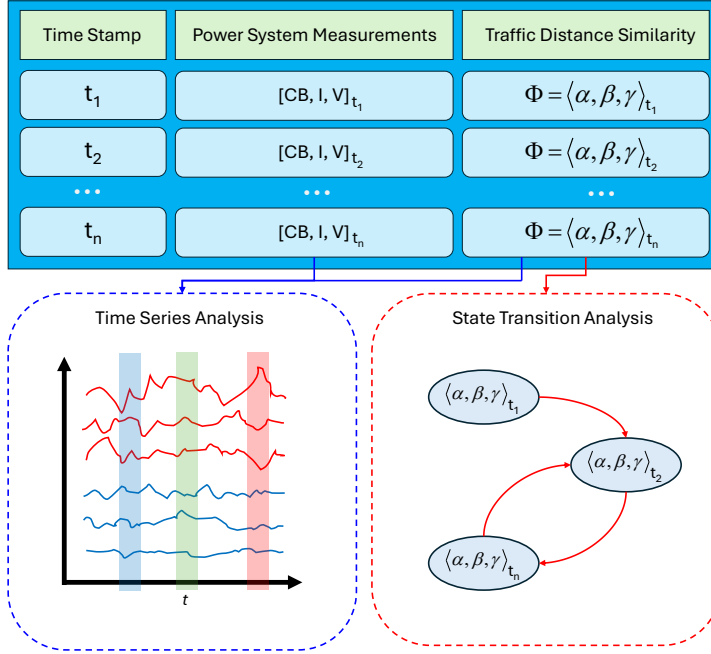 Time Stamp Power System Measurements Traffic Distance Similarity
t₁ [CB, I, V]t₁ Φ = ⟨α, β, γ⟩t₁
t₂ [CB, I, V]t₂ Φ = ⟨α, β, γ⟩t₂
... ... ...
tₙ [CB, I, V]tₙ Φ = ⟨α, β, γ⟩tₙ
Time Series Analysis
t
State Transition Analysis
⟨α, β, γ⟩t₁
⟨α, β, γ⟩t₂
⟨α, β, γ⟩tₙ